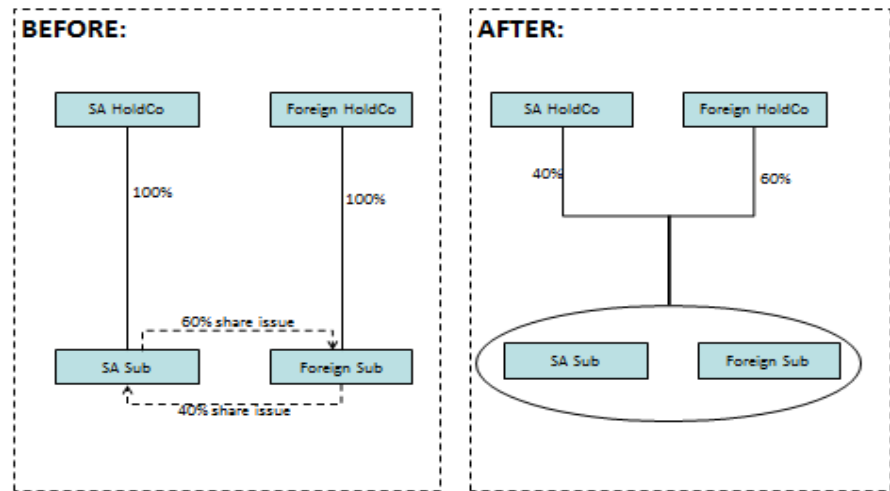 BEFORE:
SA HoldCo
Foreign HoldCo
100%
100%
60% share issue
SA Sub
Foreign Sub
40% share issue
AFTER:
SA HoldCo
Foreign HoldCo
40%
60%
SA Sub
Foreign Sub